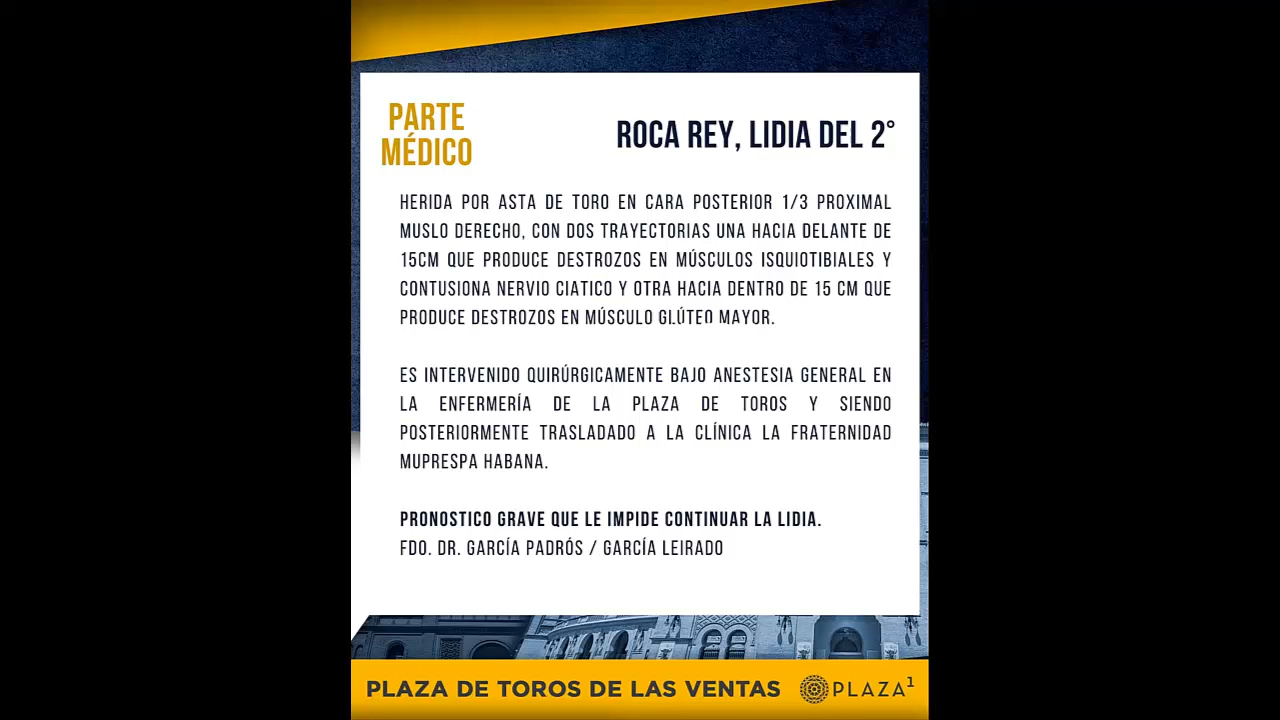 PARTE
MÉDICO
ROCA REY, LIDIA DEL 2°
HERIDA POR ASTA DE TORO EN CARA POSTERIOR 1/3 PROXIMAL
MUSLO DERECHO, CON DOS TRAYECTORIAS UNA HACIA DELANTE DE
15CM QUE PRODUCE DESTROZOS EN MÚSCULOS ISQUIOTIBIALES Y
CONTUSIONA NERVIO CIATICO Y OTRA HACIA DENTRO DE 15 CM QUE
PRODUCE DESTROZOS EN MÚSCULO GLÚTEO MAYOR.
ES INTERVENIDO QUIRÚRGICAMENTE BAJO ANESTESIA GENERAL EN
LA ENFERMERÍA DE LA PLAZA DE TOROS Y SIENDO
POSTERIORMENTE TRASLADADO A LA CLÍNICA LA FRATERNIDAD
MUPRESPA HABANA.
PRONOSTICO GRAVE QUE LE IMPIDE CONTINUAR LA LIDIA.
FDO. DR. GARCÍA PADRÓS / GARCÍA LEIRADO
PLAZA DE TOROS DE LAS VENTAS PLAZA1